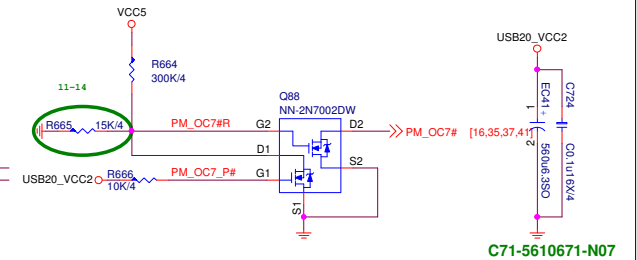 VCC5
R664
300K/4
11-14
R665
15K/4
PM_OC7#R
Q88
NN-2N7002DW
G2
D2
PM_OC7#
[16,35,37,41]
D1
S2
USB20_VCC2
R666
10K/4
PM_OC7_P#
G1
S1
USB20_VCC2
EC41
+
1
2
560u6.3SO
C724
C0.1u16X/4
C71-5610671-N07